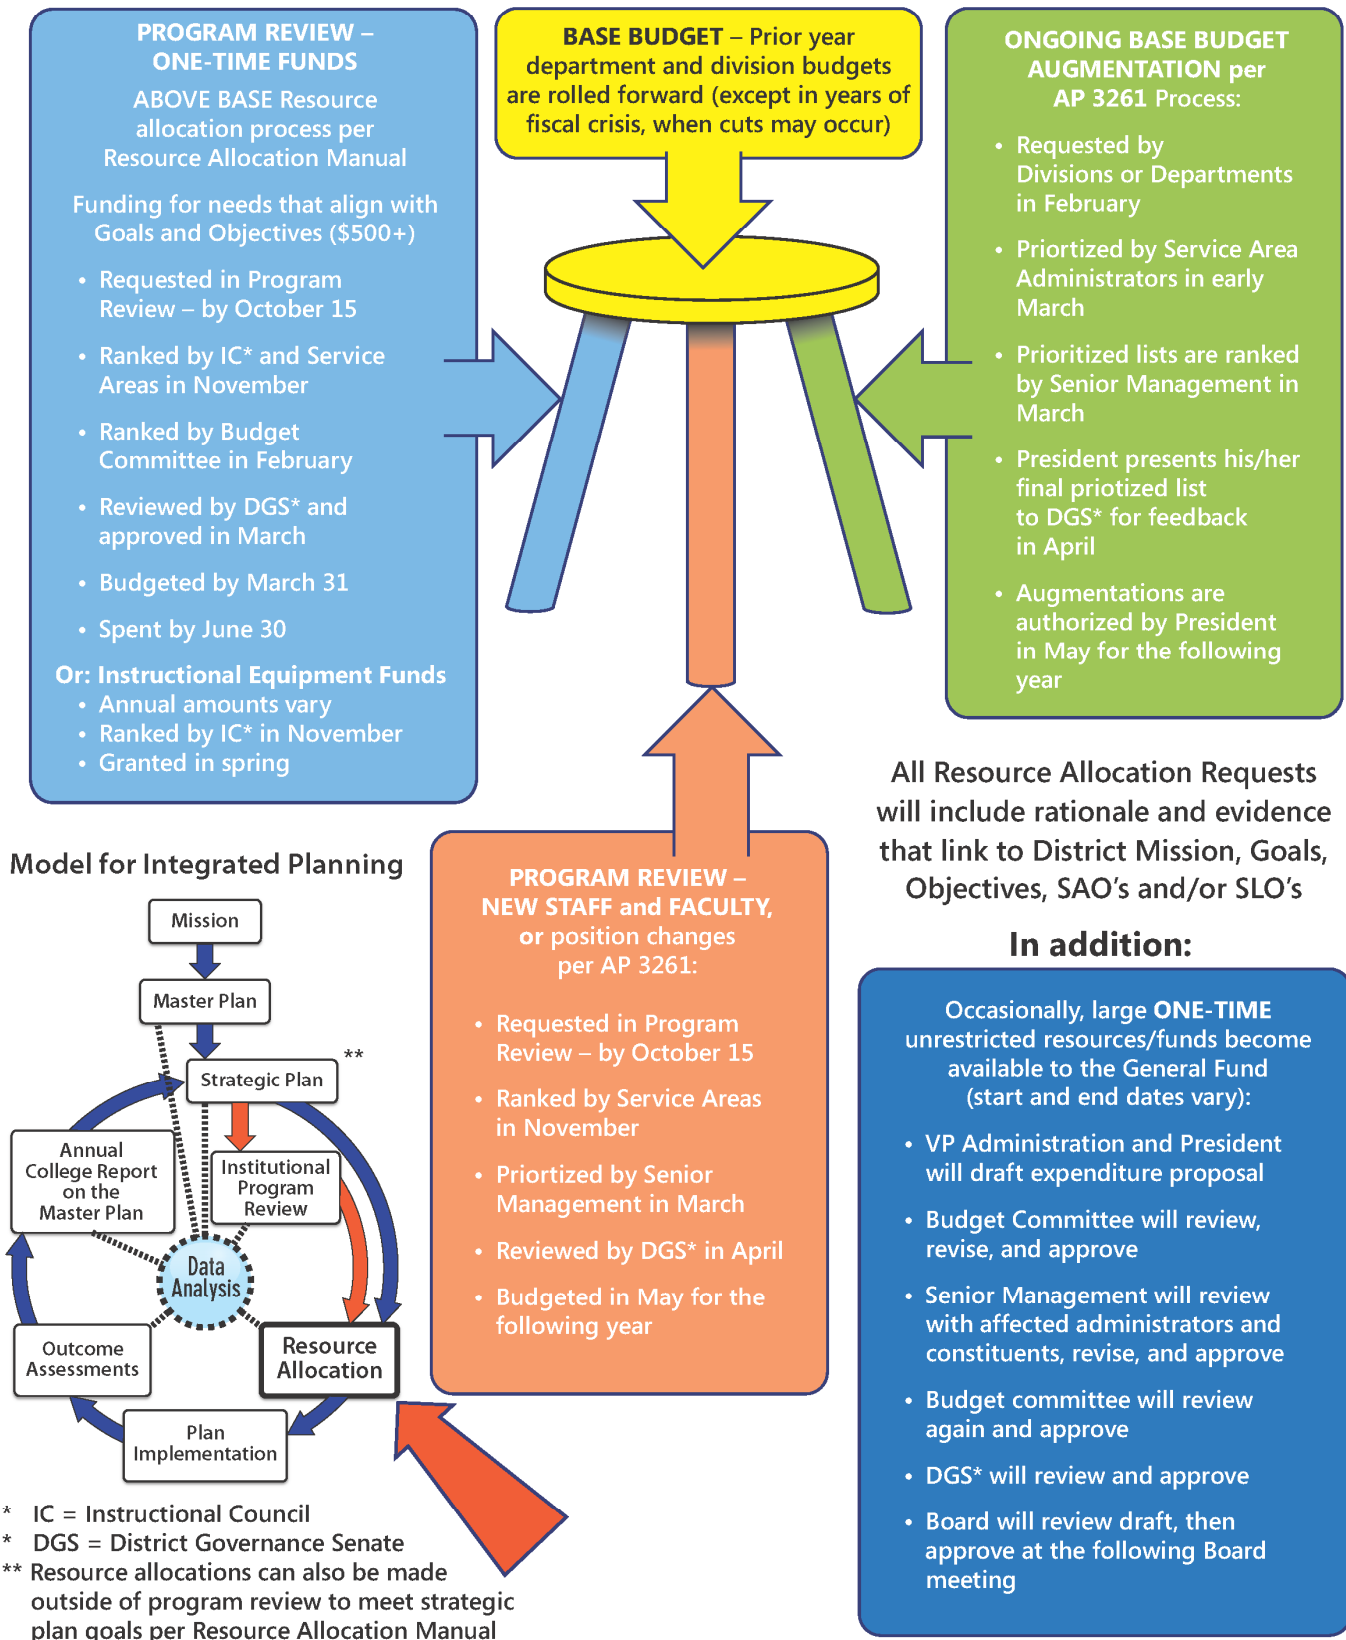 PROGRAM REVIEW –
ONE-TIME FUNDS
ABOVE BASE Resource
allocation process per
Resource Allocation Manual
Funding for needs that align with
Goals and Objectives ($500+)
• Requested in Program
Review – by October 15
• Ranked by IC* and Service
Areas in November
• Ranked by Budget
Committee in February
• Reviewed by DGS* and
approved in March
• Budgeted by March 31
• Spent by June 30
Or: Instructional Equipment Funds
• Annual amounts vary
• Ranked by IC* in November
• Granted in spring
BASE BUDGET – Prior year
department and division budgets
are rolled forward (except in years of
fiscal crisis, when cuts may occur)
ONGOING BASE BUDGET
AUGMENTATION per
AP 3261 Process:
• Requested by
Divisions or Departments
in February
• Priortized by Service Area
Administrators in early
March
• Prioritized lists are ranked
by Senior Management in
March
• President presents his/her
final priotized list
to DGS* for feedback
in April
• Augmentations are
authorized by President
in May for the following
year
All Resource Allocation Requests
will include rationale and evidence
that link to District Mission, Goals,
Objectives, SAO's and/or SLO's
PROGRAM REVIEW –
NEW STAFF and FACULTY,
or position changes
per AP 3261:
• Requested in Program
Review – by October 15
• Ranked by Service Areas
in November
• Priortized by Senior
Management in March
• Reviewed by DGS* in April
• Budgeted in May for the
following year
In addition:
Occasionally, large ONE-TIME
unrestricted resources/funds become
available to the General Fund
(start and end dates vary):
• VP Administration and President
will draft expenditure proposal
• Budget Committee will review,
revise, and approve
• Senior Management will review
with affected administrators and
constituents, revise, and approve
• Budget committee will review
again and approve
• DGS* will review and approve
• Board will review draft, then
approve at the following Board
meeting
Model for Integrated Planning
Mission
Master Plan
Strategic Plan
**
Annual
College Report
on the
Master Plan
Institutional
Program
Review
Data
Analysis
Outcome
Assessments
Resource
Allocation
Plan
Implementation
* IC = Instructional Council
* DGS = District Governance Senate
** Resource allocations can also be made
outside of program review to meet strategic
plan goals per Resource Allocation Manual